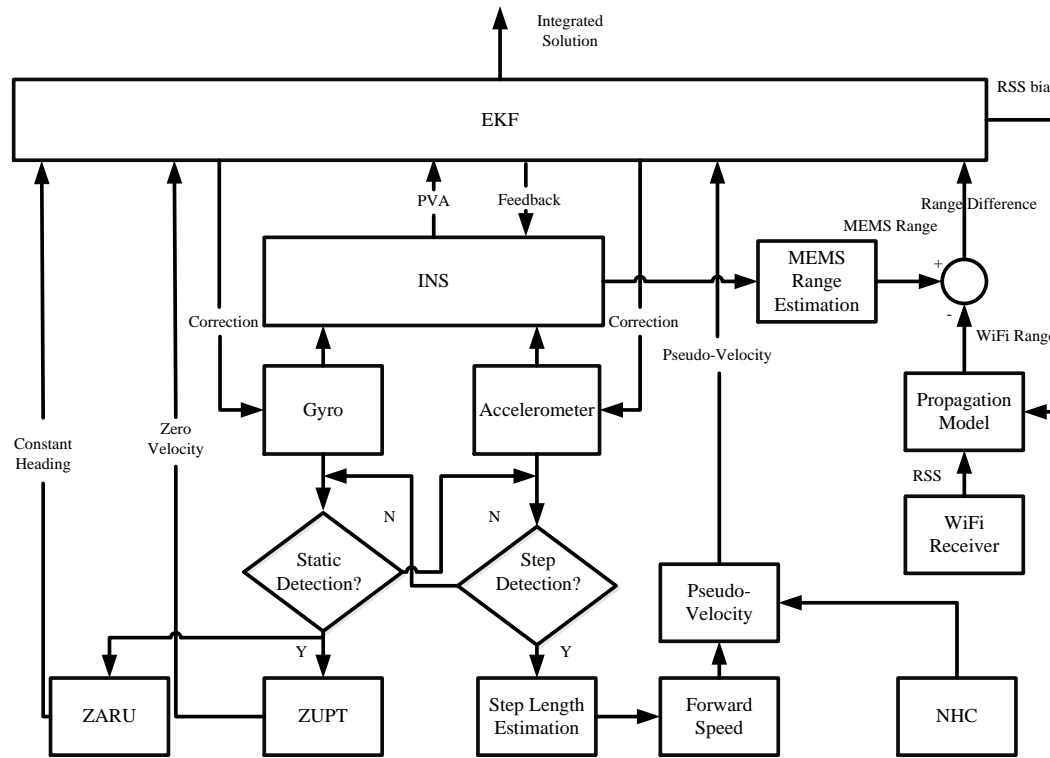 Integrated
Solution
EKF
RSS bia
PVA
Feedback
Range Difference
MEMS Range
INS
MEMS
Range
Estimation
+
-
Correction
Correction
Pseudo-Velocity
WiFi Range
Gyro
Accelerometer
Propagation
Model
Constant
Heading
Zero
Velocity
RSS
N
N
WiFi
Receiver
Static
Detection?
Step
Detection?
Pseudo-
Velocity
Y
Y
ZARU
ZUPT
Step Length
Estimation
Forward
Speed
NHC